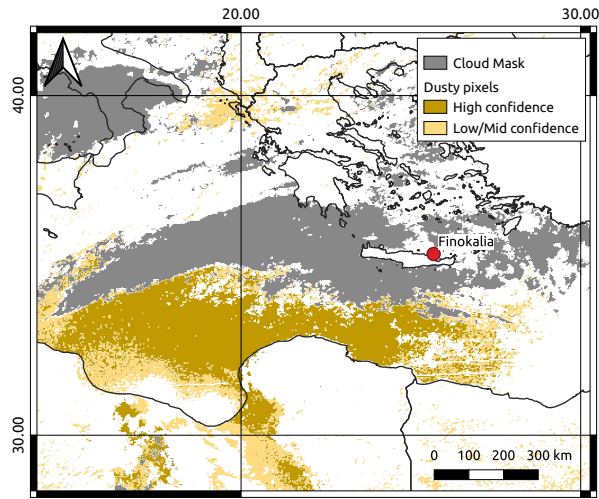 20.00
30.00
40.00
30.00
Cloud Mask
Dusty pixels
High confidence
Low/Mid confidence
Finokalia
0 100 200 300 km